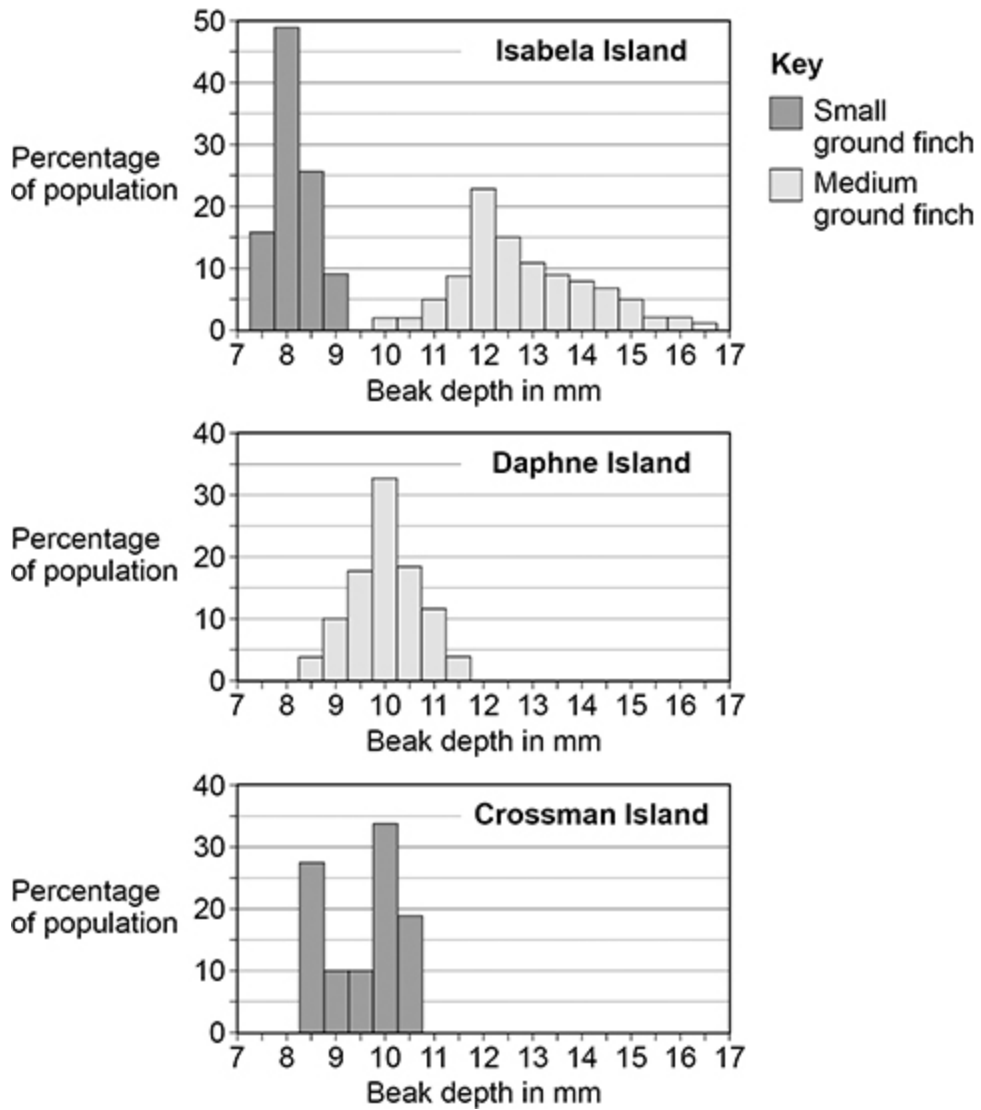 50
Isabela Island
40
30
20
10
0
Percentage
of population
7 8 9 10 11 12 13 14 15 16 17
Beak depth in mm
Key
Small
ground finch
Medium
ground finch
40
Daphne Island
30
20
10
0
Percentage
of population
7 8 9 10 11 12 13 14 15 16 17
Beak depth in mm
40
Crossman Island
30
20
10
0
Percentage
of population
7 8 9 10 11 12 13 14 15 16 17
Beak depth in mm